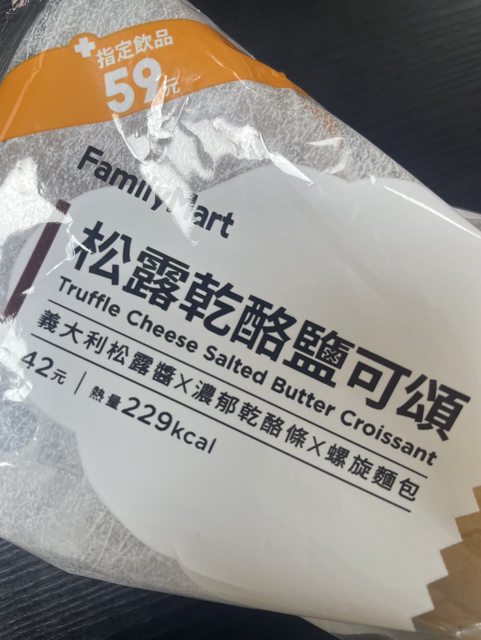 +指定飲品
59元
FamilyMart
松露乾酪鹽可頌
Truffle Cheese Salted Butter Croissant
義大利松露醬X濃郁乾酪條X螺旋麵包
42元 | 熱量229kcal